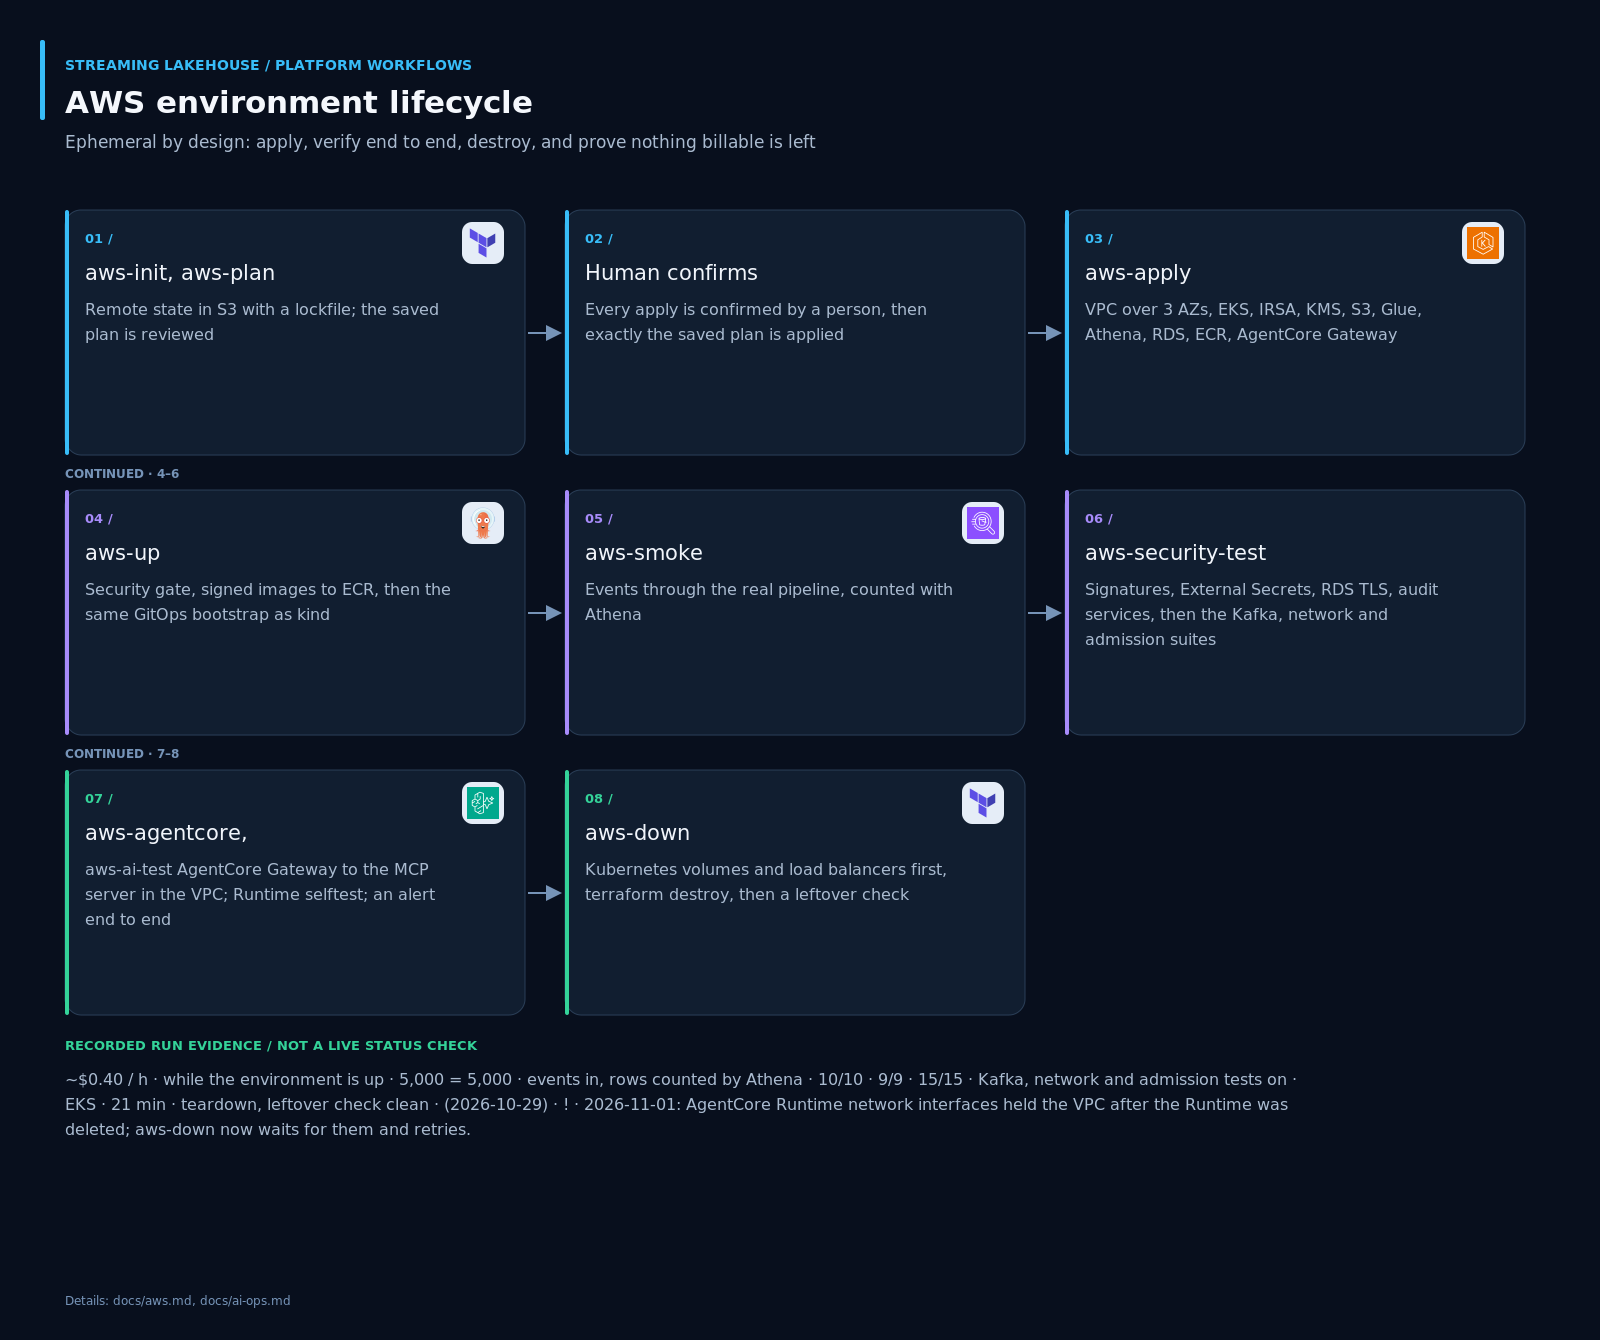 STREAMING LAKEHOUSE / PLATFORM WORKFLOWS
AWS environment lifecycle
Ephemeral by design: apply, verify end to end, destroy, and prove nothing billable is left
01 /
aws-init, aws-plan
Remote state in S3 with a lockfile; the saved
plan is reviewed
02 /
Human confirms
Every apply is confirmed by a person, then
exactly the saved plan is applied
03 /
aws-apply
VPC over 3 AZs, EKS, IRSA, KMS, S3, Glue,
Athena, RDS, ECR, AgentCore Gateway
CONTINUED · 4–6
04 /
aws-up
Security gate, signed images to ECR, then the
same GitOps bootstrap as kind
05 /
aws-smoke
Events through the real pipeline, counted with
Athena
06 /
aws-security-test
Signatures, External Secrets, RDS TLS, audit
services, then the Kafka, network and
admission suites
CONTINUED · 7–8
07 /
aws-agentcore,
aws-ai-test AgentCore Gateway to the MCP
server in the VPC; Runtime selftest; an alert
end to end
08 /
aws-down
Kubernetes volumes and load balancers first,
terraform destroy, then a leftover check
RECORDED RUN EVIDENCE / NOT A LIVE STATUS CHECK
~$0.40 / h · while the environment is up · 5,000 = 5,000 · events in, rows counted by Athena · 10/10 · 9/9 · 15/15 · Kafka, network and admission tests on ·
EKS · 21 min · teardown, leftover check clean · (2026-10-29) · ! · 2026-11-01: AgentCore Runtime network interfaces held the VPC after the Runtime was
deleted; aws-down now waits for them and retries.
Details: docs/aws.md, docs/ai-ops.md